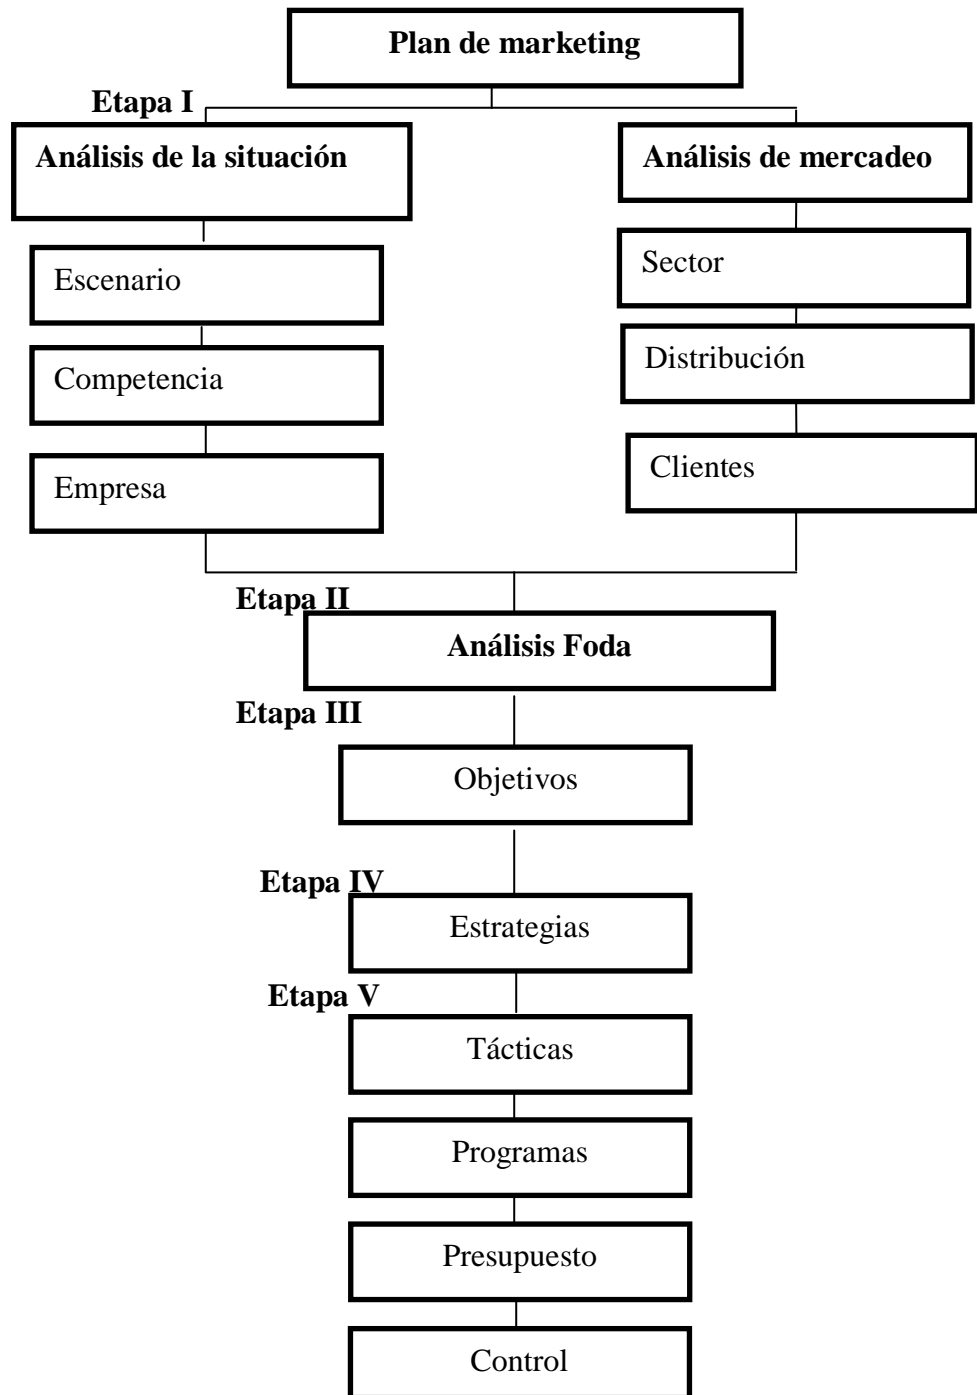 Plan de marketing
Etapa I
Análisis de la situación
Análisis de mercadeo
Escenario
Sector
Competencia
Distribución
Empresa
Clientes
Etapa II
Análisis Foda
Etapa III
Objetivos
Etapa IV
Estrategias
Etapa V
Tácticas
Programas
Presupuesto
Control